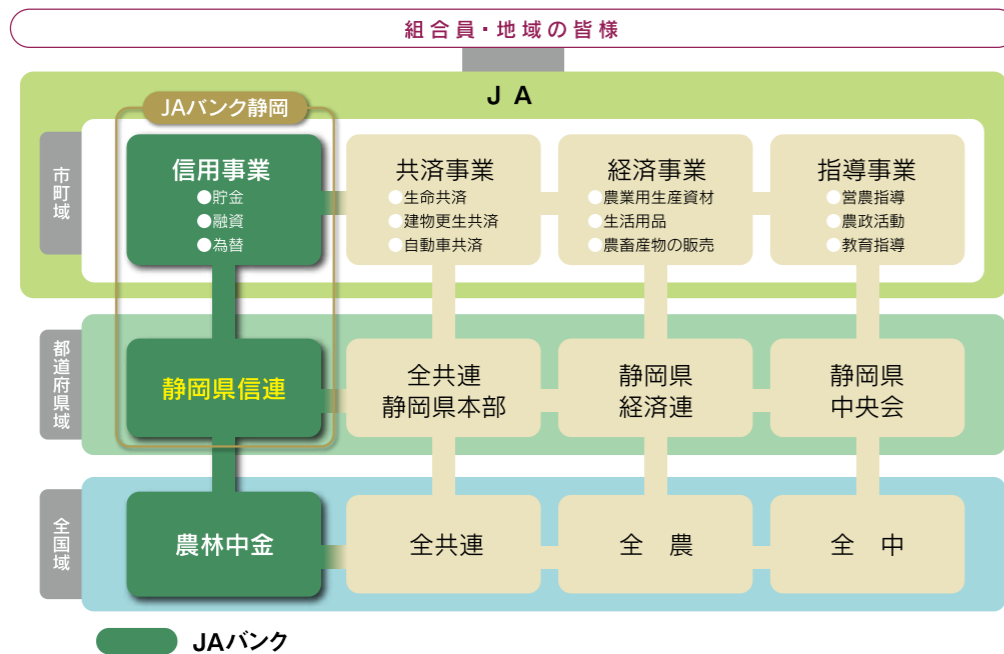 組合員・地域の皆様
JA
JAバンク静岡
市町域
信用事業
●貯金
●融資
●為替
共済事業
●生命共済
●建物更生共済
●自動車共済
経済事業
●農業用生産資材
●生活用品
●農畜産物の販売
指導事業
●営農指導
●農政活動
●教育指導
都道府県域
静岡県信連
全共連
静岡県本部
静岡県
経済連
静岡県
中央会
全国域
農林中金
全共連
全　農
全　中
JAバンク